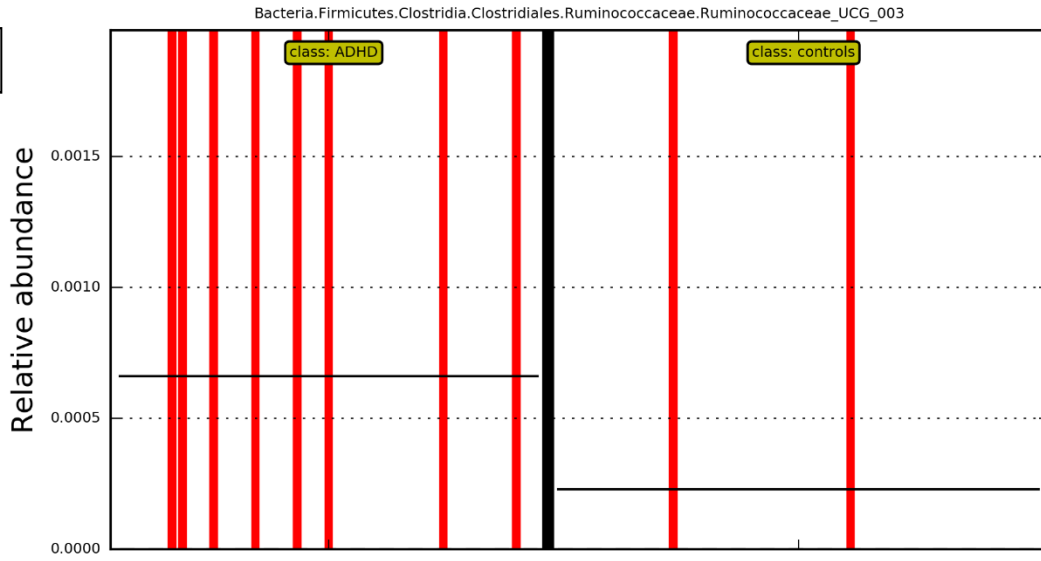 Bacteria.Firmicutes.Clostridia.Clostridiales.Ruminococcaceae.Ruminococcaceae_UCG_003
class: ADHD
class: controls
Relative abundance
0.0015
0.0010
0.0005
0.0000